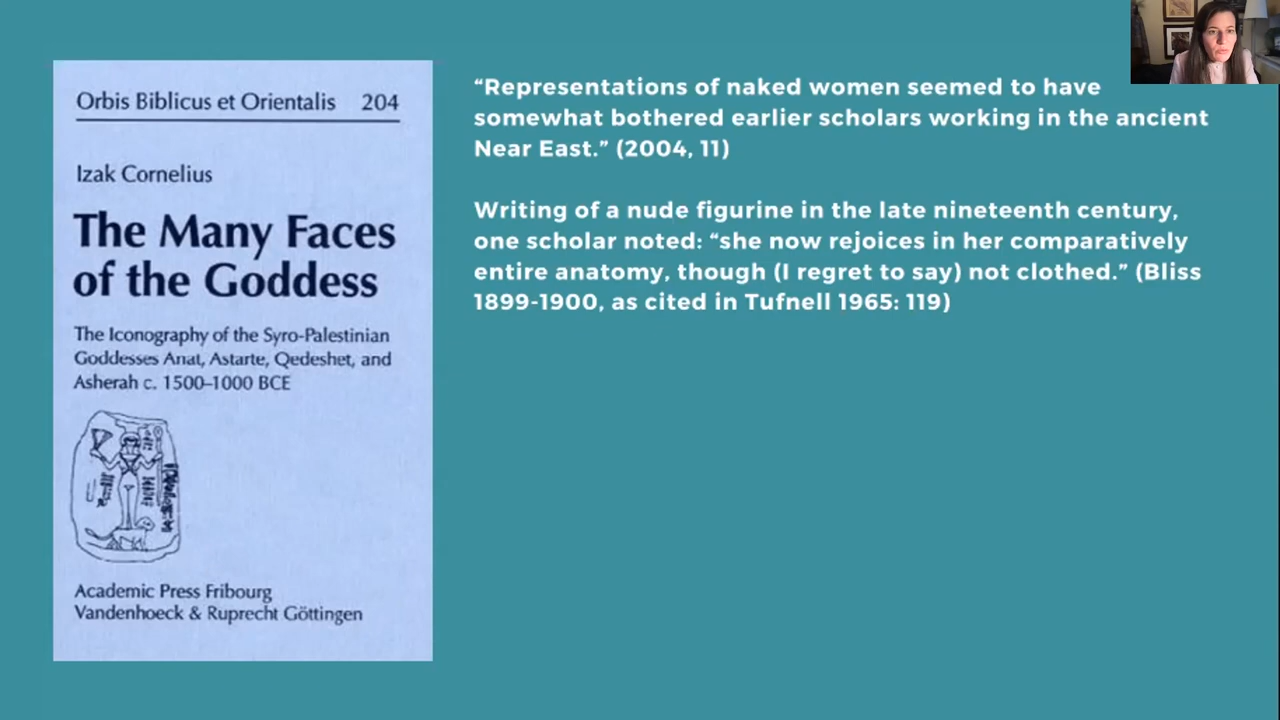 Orbis Biblicus et Orientalis 204
Izak Cornelius
The Many Faces
of the Goddess
The Iconography of the Syro-Palestinian
Goddesses Anat, Astarte, Qedeshet, and
Asherah c. 1500–1000 BCE
Academic Press Fribourg
Vandenhoeck & Ruprecht Göttingen
“Representations of naked women seemed to have
somewhat bothered earlier scholars working in the ancient
Near East.” (2004, 11)
Writing of a nude figurine in the late nineteenth century,
one scholar noted: “she now rejoices in her comparatively
entire anatomy, though (I regret to say) not clothed.” (Bliss
1899-1900, as cited in Tufnell 1965: 119)